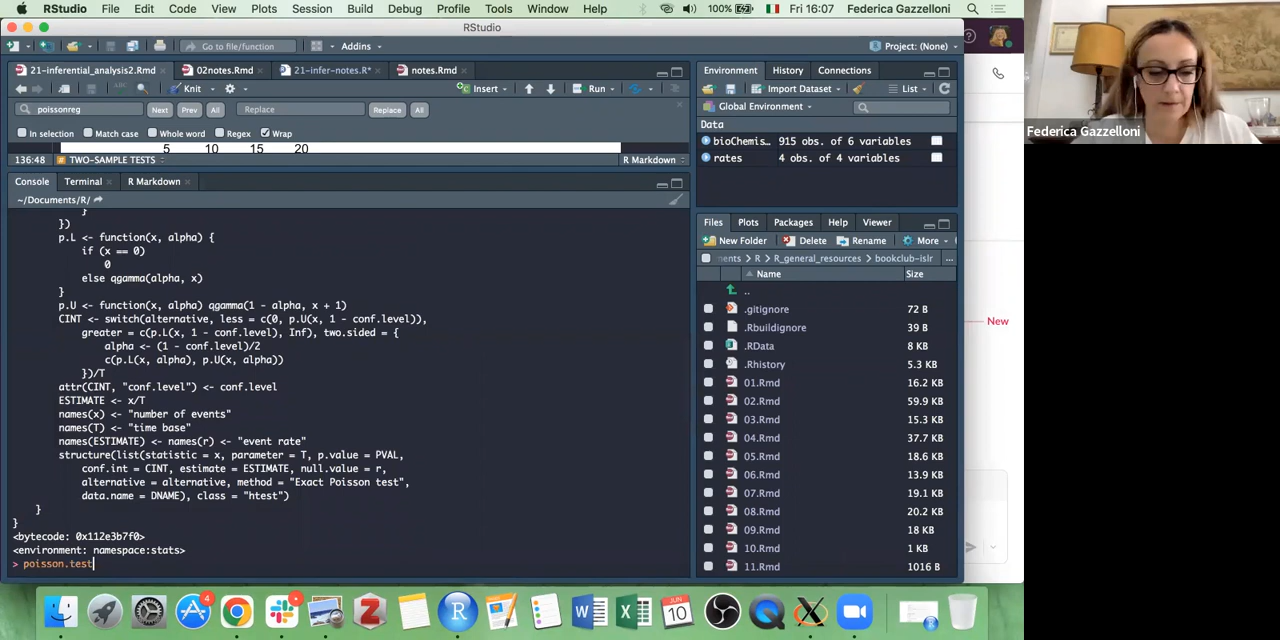 RStudio File Edit Code View Plots Session Build Debug Profile Tools Window Help 100% Fri 16:07 Federica Gazzelloni
RStudio
Go to file/function Addins Project: (None)
21-inferential_analysis2.Rmd 02notes.Rmd 21-infer-notes.R* notes.Rmd
Knit Insert Run
poissonreg Next Prev All Replace Replace All
In selection Match case Whole word Regex Wrap
5 10 15 20
136:48 TWO-SAMPLE TESTS R Markdown
Console Terminal R Markdown
~/Documents/R/
}
})
p.L <- function(x, alpha) {
if (x == 0)
0
else qgamma(alpha, x)
}
p.U <- function(x, alpha) qgamma(1 - alpha, x + 1)
CINT <- switch(alternative, less = c(0, p.U(x, 1 - conf.level)),
greater = c(p.L(x, 1 - conf.level), Inf), two.sided = {
alpha <- (1 - conf.level)/2
c(p.L(x, alpha), p.U(x, alpha))
})/T
attr(CINT, "conf.level") <- conf.level
ESTIMATE <- x/T
names(x) <- "number of events"
names(T) <- "time base"
names(ESTIMATE) <- names(r) <- "event rate"
structure(list(statistic = x, parameter = T, p.value = PVAL,
conf.int = CINT, estimate = ESTIMATE, null.value = r,
alternative = alternative, method = "Exact Poisson test",
data.name = DNAME), class = "htest")
}
}
<bytecode: 0x112e3b7f0>
<environment: namespace:stats>
> poisson.test
Environment History Connections
Import Dataset List
Global Environment
Data
bioChemis… 915 obs. of 6 variables
rates 4 obs. of 4 variables
Files Plots Packages Help Viewer
New Folder Delete Rename More
ments > R > R_general_resources > bookclub-islr ...
Name Size
..
.gitignore 72 B
.Rbuildignore 39 B
.RData 8 KB
.Rhistory 5.3 KB
01.Rmd 16.2 KB
02.Rmd 59.9 KB
03.Rmd 15.3 KB
04.Rmd 37.7 KB
05.Rmd 18.6 KB
06.Rmd 13.9 KB
07.Rmd 19.1 KB
08.Rmd 20.2 KB
09.Rmd 18 KB
10.Rmd 1 KB
11.Rmd 1016 B
New
Federica Gazzelloni
4
JUN
10